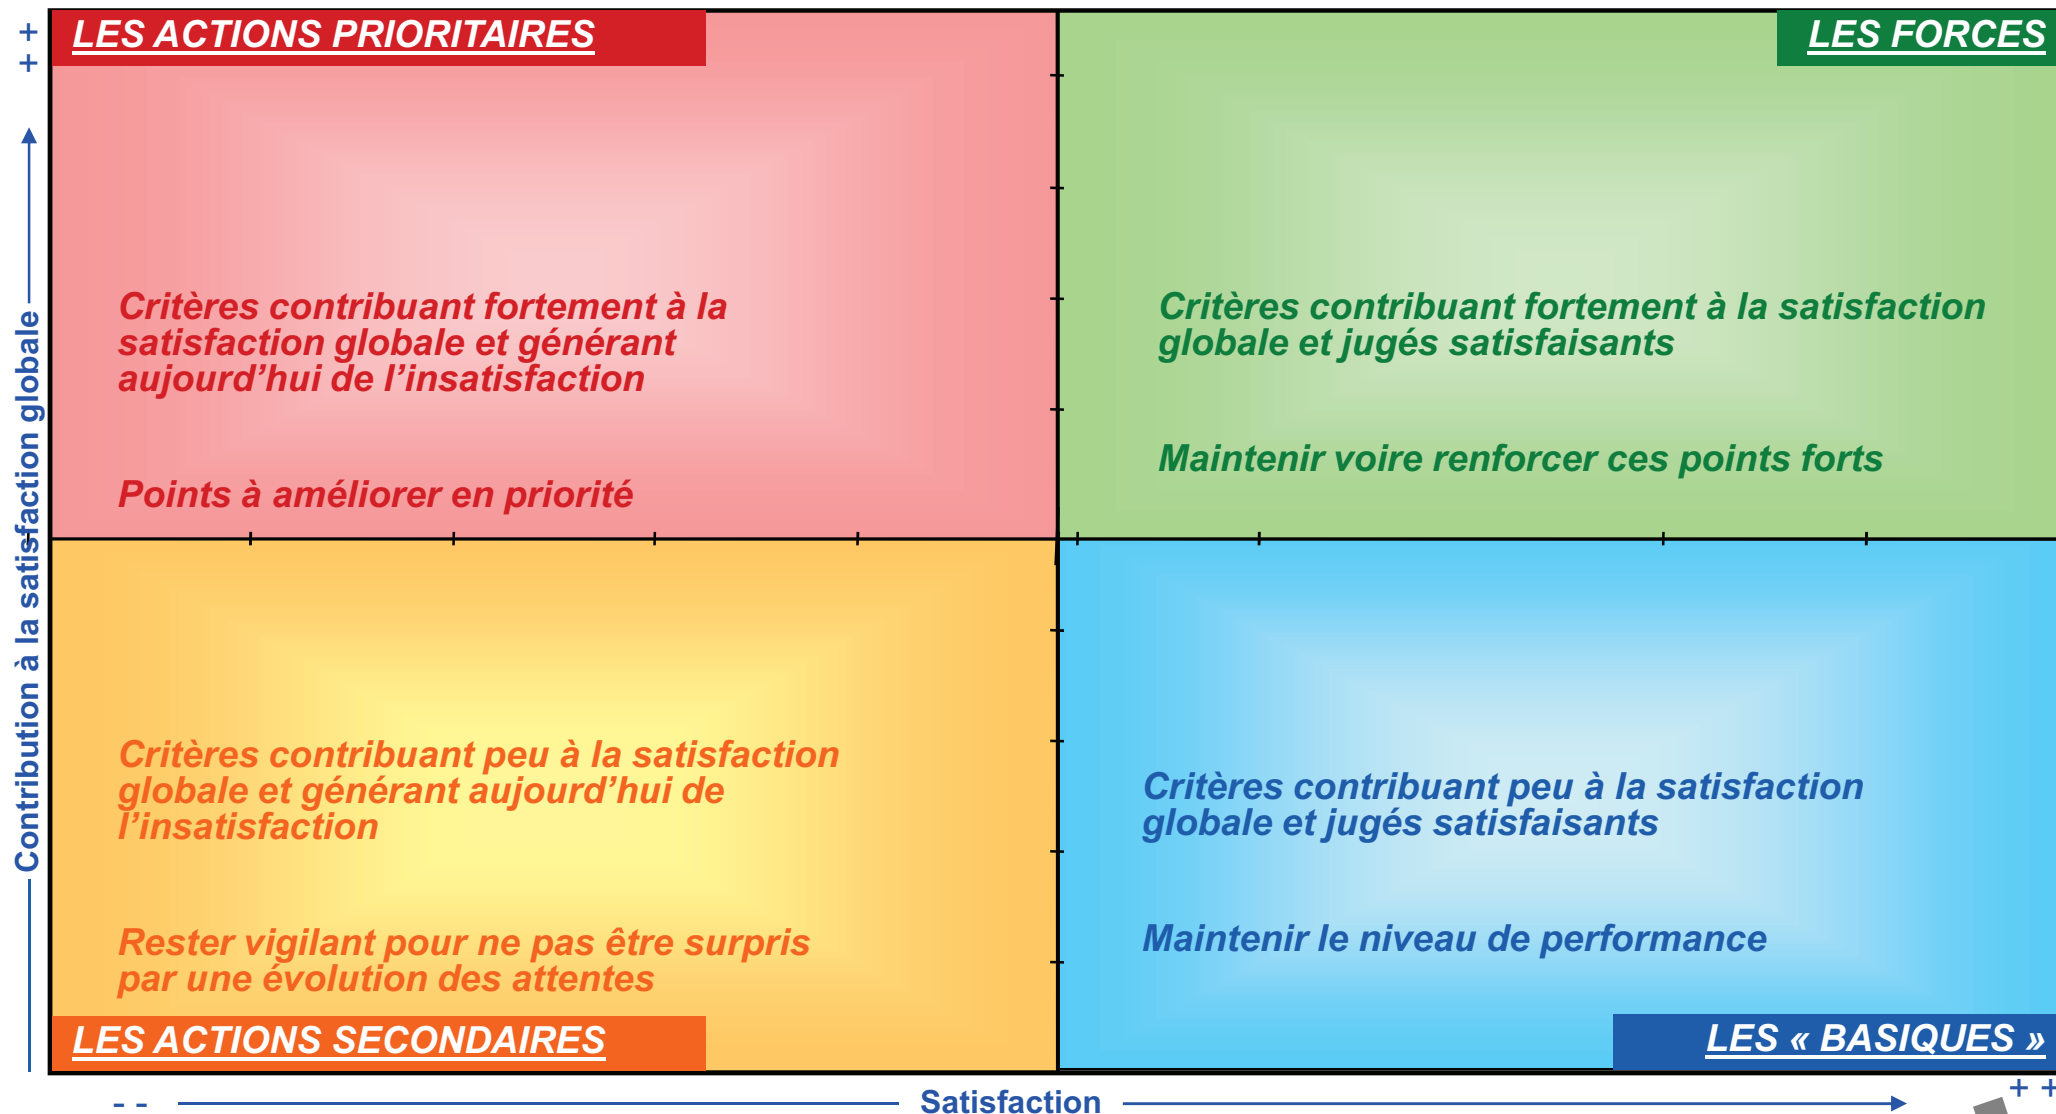 +
+
LES ACTIONS PRIORITAIRES
LES FORCES
Critères contribuant fortement à la
satisfaction globale et générant
aujourd’hui de l’insatisfaction
Points à améliorer en priorité
Critères contribuant fortement à la satisfaction
globale et jugés satisfaisants
Maintenir voire renforcer ces points forts
Contribution à la satisfaction globale
Critères contribuant peu à la satisfaction
globale et générant aujourd’hui de
l’insatisfaction
Rester vigilant pour ne pas être surpris
par une évolution des attentes
LES ACTIONS SECONDAIRES
Critères contribuant peu à la satisfaction
globale et jugés satisfaisants
Maintenir le niveau de performance
LES « BASIQUES »
- -
Satisfaction
+ +